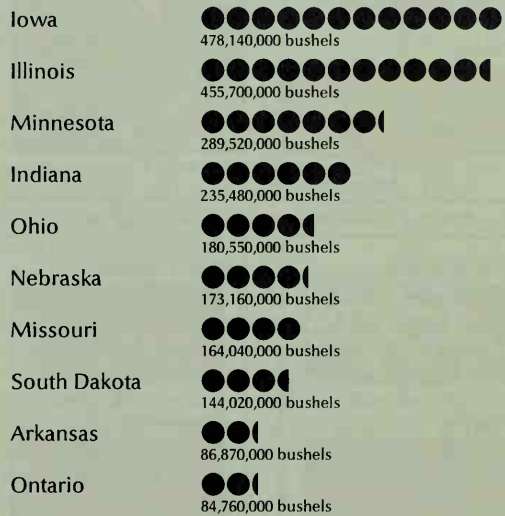 Iowa
478,140,000 bushels
Illinois
455,700,000 bushels
Minnesota
289,520,000 bushels
Indiana
235,480,000 bushels
Ohio
180,550,000 bushels
Nebraska
173,160,000 bushels
Missouri
164,040,000 bushels
South Dakota
144,020,000 bushels
Arkansas
86,870,000 bushels
Ontario
84,760,000 bushels